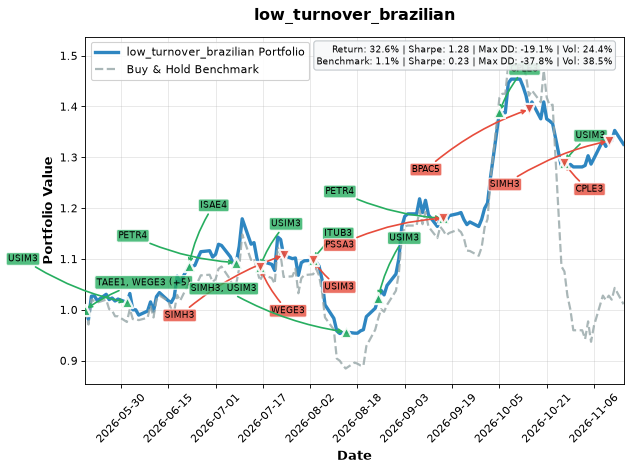 low_turnover_brazilian
low_turnover_brazilian Portfolio
Buy & Hold Benchmark
Return: 32.6% | Sharpe: 1.28 | Max DD: -19.1% | Vol: 24.4%
Benchmark: 1.1% | Sharpe: 0.23 | Max DD: -37.8% | Vol: 38.5%
Portfolio Value
1.5
1.4
1.3
1.2
1.1
1.0
0.9
USIM3
TAEE1, WEGE3 (+5)
PETR4
SIMH3
ISAE4
SIMH3, USIM3
USIM3
WEGE3
ITUB3
PSSA3
USIM3
PETR4
USIM3
BPAC5
SIMH3
USIM3
CPLE3
2026-05-30
2026-06-15
2026-07-01
2026-07-17
2026-08-02
2026-08-18
2026-09-03
2026-09-19
2026-10-05
2026-10-21
2026-11-06
Date